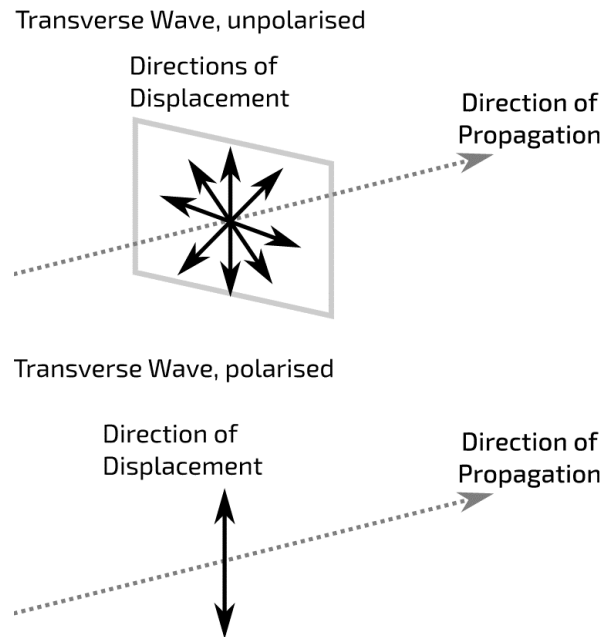 Transverse Wave, unpolarised
Directions of
Displacement
Direction of
Propagation
Transverse Wave, polarised
Direction of
Displacement
Direction of
Propagation